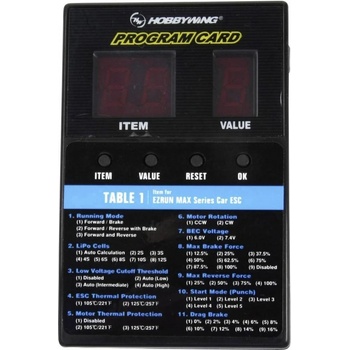 HW HOBBYWING
PROGRAM CARD
ITEM VALUE
ITEM VALUE RESET OK
TABLE 1 Item for EZRUN MAX Series Car ESC
1. Running Mode
(1) Forward / Brake
(2) Forward / Reverse with Brake
(3) Forward and Reverse
2. LiPo Cells
(1) Auto Calculation (2) 2S (3) 3S
(4) 4S (5) 5S (6) 6S (7) 10S (8) 12S
3. Low Voltage Cutoff Threshold
(1) Disabled (2) Auto (Low)
(3) Auto (Intermediate) (4) Auto (High)
4. ESC Thermal Protection
(1) 105℃/221℉ (2) 125℃/257℉
5. Motor Thermal Protection
(1) Disabled
(2) 105℃/221℉ (3) 125℃/257℉
6. Motor Rotation
(1) CCW (2) CW
7. BEC Voltage
(1) 6.0V (2) 7.4V
8. Max Brake Force
(1) 12.5% (2) 25% (3) 37.5%
(4) 50% (5) 62.5% (6) 75%
(7) 87.5% (8) 100% (9) Disabled
9. Max Reverse Force
(1) 25% (2) 50% (3) 75% (4) 100%
10. Start Mode (Punch)
(1) Level 1 (2) Level 2 (3) Level 3
(4) Level 4 (5) Level 5
11. Drag Brake
(1) 0% (2) 2% (3) 4% (4) 6% (5) 8%
(6) 10% (7) 12% (8) 14% (9) 16%